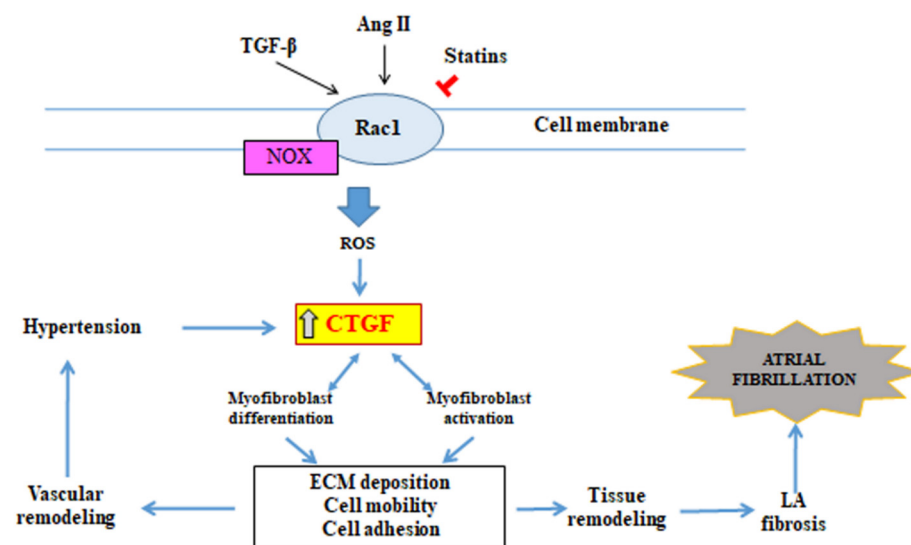 Ang II
TGF-β
Statins
Rac1
Cell membrane
NOX
ROS
Hypertension
CTGF
ATRIAL
FIBRILLATION
Myofibroblast
differentiation
Myofibroblast
activation
ECM deposition
Cell mobility
Cell adhesion
Vascular
remodeling
Tissue
remodeling
LA
fibrosis